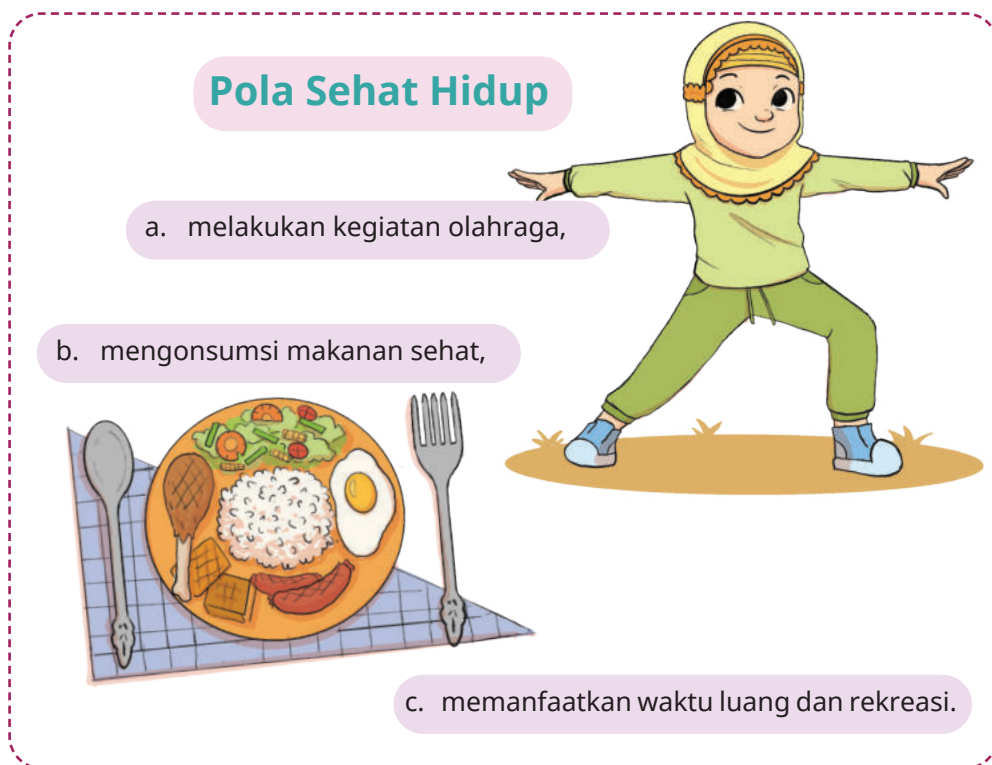 Pola Sehat Hidup
a. melakukan kegiatan olahraga,
b. mengonsumsi makanan sehat,
c. memanfaatkan waktu luang dan rekreasi.